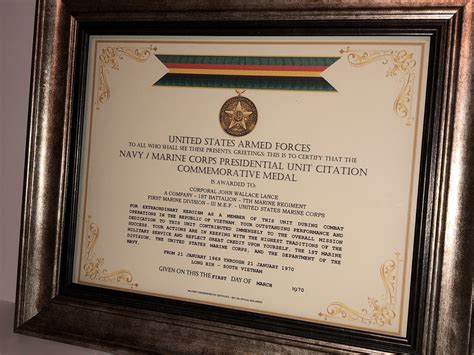 UNITED STATES ARMED FORCES
TO ALL WHO SHALL SEE THESE PRESENTS, GREETINGS: THIS IS TO CERTIFY THAT THE
NAVY / MARINE CORPS PRESIDENTIAL UNIT CITATION
COMMEMORATIVE MEDAL
IS AWARDED TO:
CORPORAL JOHN WALLACE LANCE
A COMPANY – 1ST BATTALION – 7TH MARINE REGIMENT
FIRST MARINE DIVISION – III M.E.F. – UNITED STATES MARINE CORPS
FOR EXTRAORDINARY HEROISM AS A MEMBER OF THIS UNIT DURING COMBAT
OPERATIONS IN THE REPUBLIC OF VIETNAM. YOUR OUTSTANDING PERFORMANCE AND
DEDICATION TO THIS UNIT CONTRIBUTED IMMENSELY TO THE OVERALL MISSION
SUCCESS. YOUR ACTIONS ARE IN KEEPING WITH THE HIGHEST TRADITIONS OF THE
MILITARY SERVICE AND REFLECT GREAT CREDIT UPON YOURSELF, THE 1ST MARINE
DIVISION, THE UNITED STATES MARINE CORPS, AND THE DEPARTMENT OF THE
NAVY.
FROM 21 JANUARY 1969 THROUGH 21 JANUARY 1970
LONG BIN – SOUTH VIETNAM
GIVEN ON THIS THE FIRST DAY OF MARCH 1970